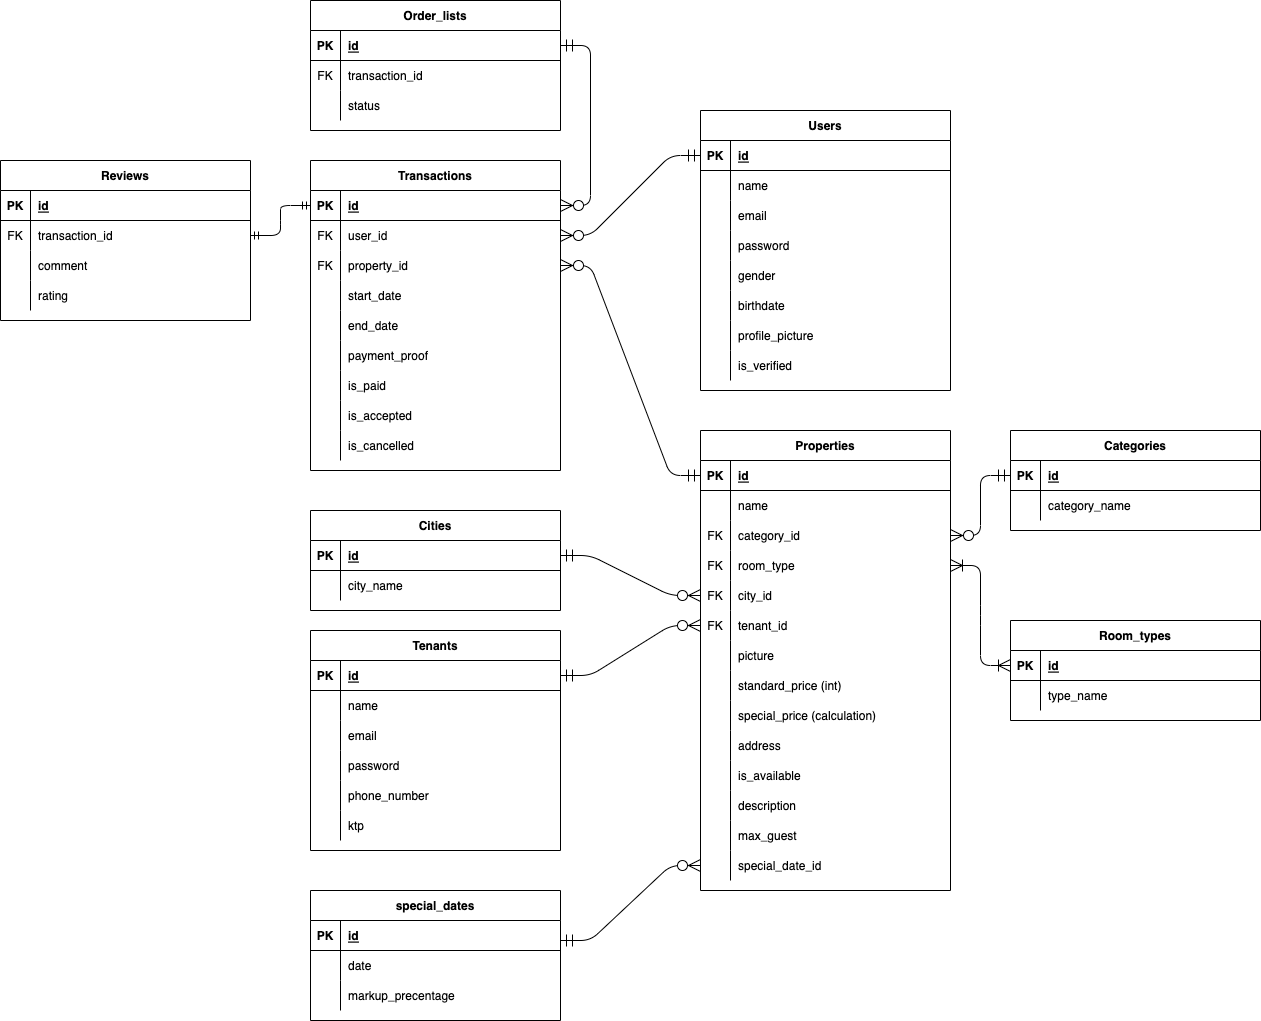 Order_lists
PK id
FK transaction_id
status
Reviews
PK id
FK transaction_id
comment
rating
Transactions
PK id
FK user_id
FK property_id
start_date
end_date
payment_proof
is_paid
is_accepted
is_cancelled
Users
PK id
name
email
password
gender
birthdate
profile_picture
is_verified
Cities
PK id
city_name
Tenants
PK id
name
email
password
phone_number
ktp
special_dates
PK id
date
markup_precentage
Properties
PK id
name
FK category_id
FK room_type
FK city_id
FK tenant_id
picture
standard_price (int)
special_price (calculation)
address
is_available
description
max_guest
special_date_id
Categories
PK id
category_name
Room_types
PK id
type_name